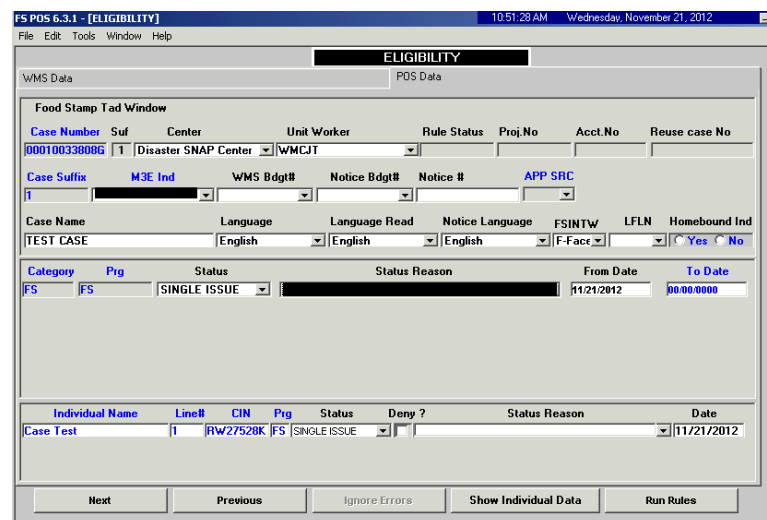 FS POS 6.3.1 - [ELIGIBILITY] 10:51:28 AM Wednesday, November 21, 2012
File Edit Tools Window Help
ELIGIBILITY
WMS Data POS Data
Food Stamp Tad Window
Case Number Suf Center Unit Worker Rule Status Proj.No Acct.No Reuse case No
00010033808G 1 Disaster SNAP Center WMCJT
Case Suffix M3E Ind WMS Bdgt# Notice Bdgt# Notice # APP SRC
1
Case Name Language Language Read Notice Language FSINTW LFLN Homebound Ind
TEST CASE English English English F-Face Yes No
Category Prg Status Status Reason From Date To Date
FS FS SINGLE ISSUE 11/21/2012 00/00/0000
Individual Name Line# CIN Prg Status Deny ? Status Reason Date
Case Test 1 RW27528K FS SINGLE ISSUE 11/21/2012
Next Previous Ignore Errors Show Individual Data Run Rules